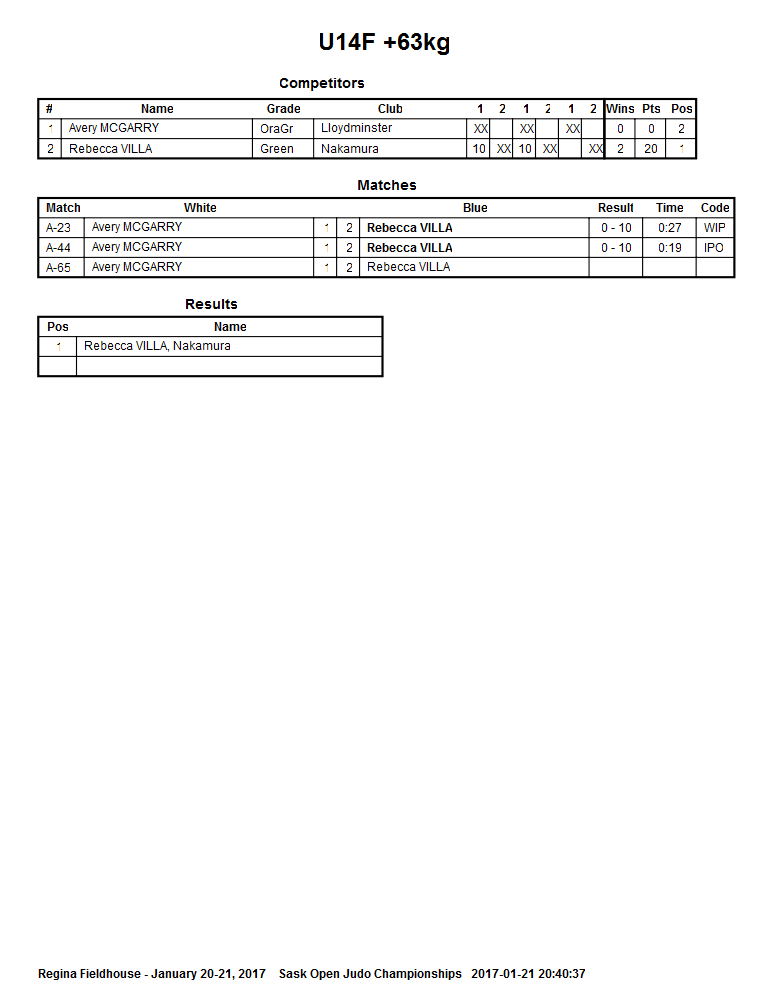 U14F +63kg
Competitors
# Name Grade Club 1 2 1 2 1 2 Wins Pts Pos
1 Avery MCGARRY OraGr Lloydminster XX XX XX 0 0 2
2 Rebecca VILLA Green Nakamura 10 XX 10 XX XX 2 20 1
Matches
Match White Blue Result Time Code
A-23 Avery MCGARRY 1 2 Rebecca VILLA 0 - 10 0:27 WIP
A-44 Avery MCGARRY 1 2 Rebecca VILLA 0 - 10 0:19 IPO
A-65 Avery MCGARRY 1 2 Rebecca VILLA
Results
Pos Name
1 Rebecca VILLA, Nakamura
Regina Fieldhouse - January 20-21, 2017 Sask Open Judo Championships 2017-01-21 20:40:37